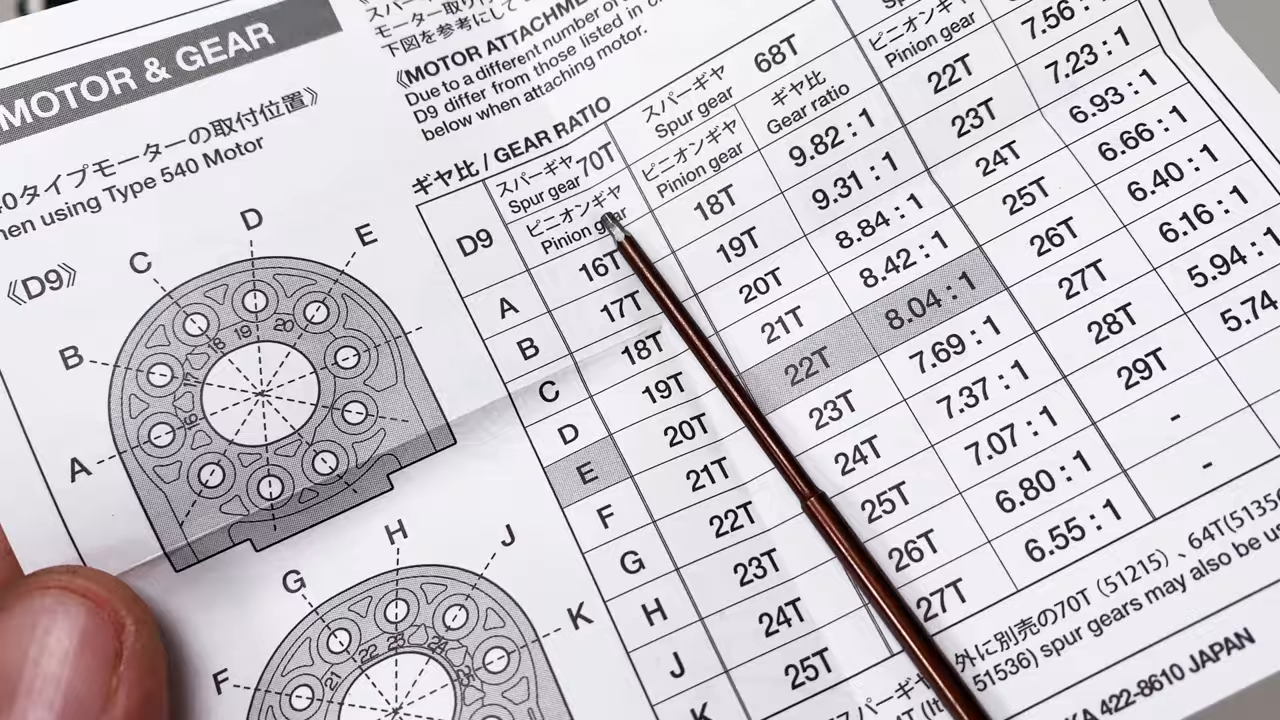 MOTOR & GEAR
タイプモーターの取付位置》
using Type 540 Motor
《D9》
A
B
C
D
E
16
17
18
19
20
F
G
H
J
K
21
22
23
24
モーター取り
下図を参考にして
《MOTOR ATTACHME
Due to a different number of
D9 differ from those listed in
below when attaching motor.
ギヤ比 / GEAR RATIO
D9
スパーギヤ 70T
Spur gear
ピニオンギヤ
Pinion gear
スパーギヤ 68T
Spur gear
ピニオンギヤ
Pinion gear
ギヤ比
Gear ratio
ピニオンギ
Pinion gear
A 16T 18T 9.82 : 1 22T 7.56 :
B 17T 19T 9.31 : 1 23T 7.23 : 1
C 18T 20T 8.84 : 1 24T 6.93 : 1
D 19T 21T 8.42 : 1 25T 6.66 : 1
E 20T 22T 8.04 : 1 26T 6.40 : 1
F 21T 23T 7.69 : 1 27T 6.16 : 1
G 22T 24T 7.37 : 1 28T 5.94 : 1
H 23T 25T 7.07 : 1 29T 5.74
J 24T 26T 6.80 : 1 -
K 25T 27T 6.55 : 1 -
外に別売の70T (51215) 、64T(5135
51536) spur gears may also be u
スパーギヤ
KA 422-8610 JAPAN